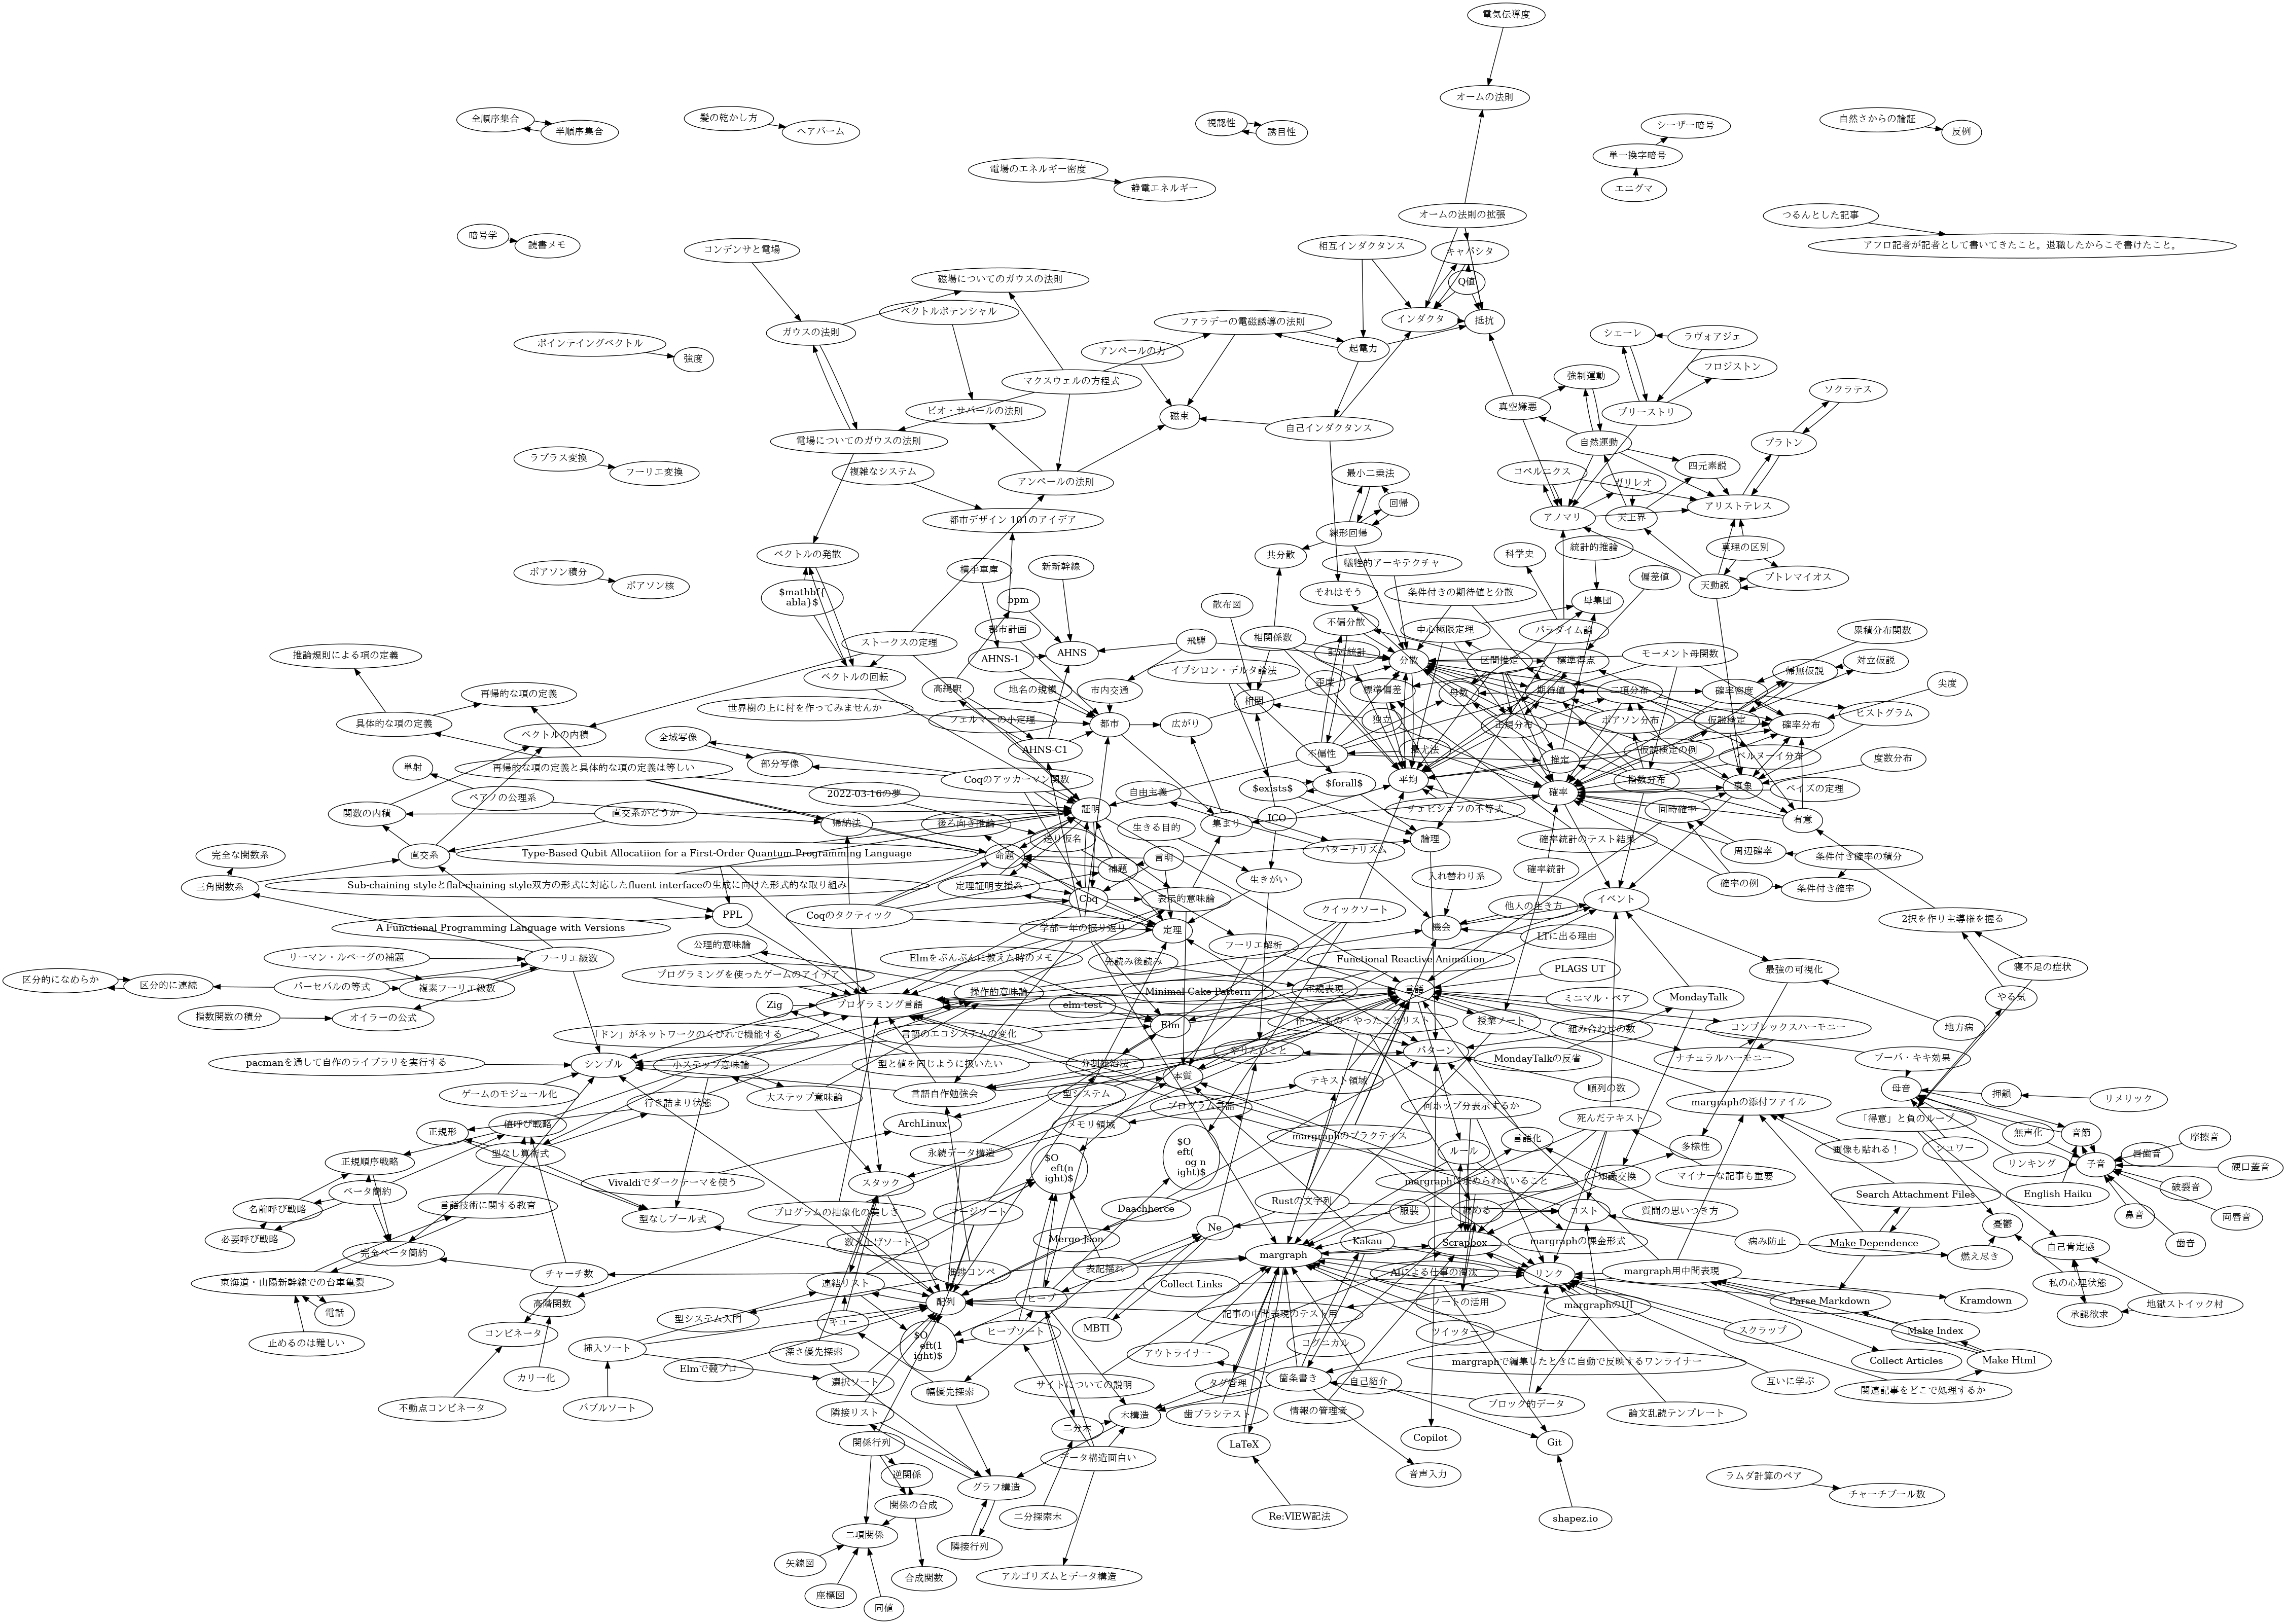 電気伝導度
オームの法則
全順序集合
半順序集合
髪の乾かし方
ヘアバーム
視認性
誘目性
シーザー暗号
単一換字暗号
エニグマ
自然さからの論証
反例
電場のエネルギー密度
静電エネルギー
暗号学
読書メモ
オームの法則の拡張
つるんとした記事
アフロ記者が記者として書いてきたこと。退職したからこそ書けたこと。
コンデンサと電場
相互インダクタンス
キャパシタ
Q値
磁場についてのガウスの法則
ベクトルポテンシャル
ガウスの法則
ファラデーの電磁誘導の法則
インダクタ
抵抗
シェーレ
ラヴォアジェ
ポインテイングベクトル
強度
アンペールの力
起電力
フロジストン
マクスウェルの方程式
強制運動
ソクラテス
ビオ・サバールの法則
磁束
真空嫌悪
プリーストリ
電場についてのガウスの法則
自己インダクタンス
自然運動
プラトン
ラプラス変換
フーリエ変換
複雑なシステム
アンペールの法則
最小二乗法
コペルニクス
四元素説
ガリレオ
回帰
アリストテレス
都市デザイン 101のアイデア
線形回帰
アノマリ
天上界
ベクトルの発散
共分散
科学史
統計的推論
真理の区別
ポアソン積分
ポアソン核
横手車庫
新新幹線
犠牲的アーキテクチャ
偏差値
天動説
プトレマイオス
$mathbf{
abla}$
bpm
散布図
それはそう
条件付きの期待値と分散
母集団
ストークスの定理
都市計画
飛騨
相関係数
不偏分散
中心極限定理
パラダイム論
累積分布関数
推論規則による項の定義
AHNS-1
AHNS
記述統計
分散
区間推定
標準得点
モーメント母関数
帰無仮説
対立仮説
ベクトルの回転
イプシロン・デルタ論法
歪度
尖度
再帰的な項の定義
高縄駅
地名の規模
市内交通
相関
標準偏差
母数
期待値
二項分布
確率密度
具体的な項の定義
世界樹の上に村を作ってみませんか
フェルマーの小定理
都市
広がり
独立
正規分布
ポアソン分布
仮説検定
確率分布
ヒストグラム
全域写像
ベクトルの内積
AHNS-C1
不偏性
最尤法
推定
仮説検定の例
ベルヌーイ分布
度数分布
単射
部分写像
再帰的な項の定義と具体的な項の定義は等しい
Coqのアッカーマン関数
$exists$
$forall$
平均
確率
指数分布
事象
ベイズの定理
ペアノの公理系
2022-03-16の夢
自由主義
関数の内積
直交系かどうか
帰納法
後ろ向き推論
証明
集まり
ICO
チェビシェフの不等式
同時確率
有意
生きる目的
送り仮名
論理
確率統計のテスト結果
完全な関数系
直交系
Type-Based Qubit Allocatiion for a First-Order Quantum Programming Language
命題
言明
パターナリズム
周辺確率
条件付き確率の積分
三角関数系
Sub-chaining styleとflat-chaining style双方の形式に対応したfluent interfaceの生成に向けた形式的な取り組み
補題
定理証明支援系
生きがい
入れ替わり系
確率統計
確率の例
条件付き確率
Coq
表示的意味論
PPL
Coqのタクティック
クイックソート
他人の生き方
イベント
A Functional Programming Language with Versions
学部一年の振り返り
定理
機会
2択を作り主導権を握る
公理的意味論
フーリエ解析
LTに出る理由
リーマン・ルベーグの補題
フーリエ級数
Elmをぶんぶんに教えた時のメモ
先読み後読み
Functional Reactive Animation
寝不足の症状
区分的になめらか
区分的に連続
パーセバルの等式
複素フーリエ級数
プログラミングを使ったゲームのアイデア
PLAGS UT
最強の可視化
操作的意味論
Minimal Cake Pattern
正規表現
言語
ミニマル・ペア
MondayTalk
やる気
Zig
プログラミング言語
elm-test
指数関数の積分
オイラーの公式
「ドン」がネットワークのくびれで機能する
言語のエコシステムの変化
Elm
作ったもの・やったことリスト
授業ノート
組み合わせの数
コンプレックスハーモニー
地方病
pacmanを通して自作のライブラリを実行する
シンプル
小ステップ意味論
型と値を同じように扱いたい
分割統治法
やりたいこと
パターン
MondayTalkの反省
ナチュラルハーモニー
ブーバ・キキ効果
ゲームのモジュール化
大ステップ意味論
言語自作勉強会
型システム
本質
テキスト領域
順列の数
母音
押韻
リメリック
行き詰まり状態
プログラム言語
何ホップ分表示するか
死んだテキスト
margraphの添付ファイル
正規形
値呼び戦略
ArchLinux
メモリ領域
「得意」と負のループ
型なし算術式
永続データ構造
$O
eft(
og n
ight)$
margraphのプラクティス
ルール
言語化
多様性
画像も貼れる！
シュワー
無声化
音節
摩擦音
正規順序戦略
$O
eft(n
ight)$
唇歯音
ベータ簡約
Vivaldiでダークテーマを使う
スタック
margraphで求められていること
知識交換
マイナーな記事も重要
リンキング
子音
硬口蓋音
名前呼び戦略
言語技術に関する教育
Rustの文字列
Search Attachment Files
English Haiku
破裂音
プログラムの抽象化の美しさ
マージソート
Daachhorce
服装
コスト
質問の思いつき方
型なしブール式
Ne
憂鬱
鼻音
両唇音
必要呼び戦略
数え上げソート
Merge Json
Kakau
Scrapbox
margraphの課金形式
病み防止
Make Dependence
完全ベータ簡約
margraph
燃え尽き
自己肯定感
歯音
東海道・山陽新幹線での台車亀裂
チャーチ数
連結リスト
進捗コンペ
表記揺れ
Collect Links
AIによる仕事の淘汰
リンク
margraph用中間表現
私の心理状態
電話
高階関数
配列
ヒープ
ノートの活用
margraphのUI
Parse Markdown
Kramdown
承認欲求
地獄ストイック村
型システム入門
キュー
MBTI
記事の中間表現のテスト用
コンビネータ
$O
eft(1
ight)$
ヒープソート
ツイッター
スクラップ
Make Index
止めるのは難しい
挿入ソート
深さ優先探索
アウトライナー
コグニカル
Elmで競プロ
margraphで編集したときに自動で反映するワンライナー
Collect Articles
Make Html
カリー化
選択ソート
幅優先探索
サイトについての説明
タグ管理
箇条書き
自己紹介
互いに学ぶ
関連記事をどこで処理するか
不動点コンビネータ
バブルソート
隣接リスト
二分木
木構造
歯ブラシテスト
情報の管理者
ブロック的データ
論文乱読テンプレート
関係行列
データ構造面白い
LaTeX
Copilot
Git
逆関係
グラフ構造
音声入力
ラムダ計算のペア
チャーチブール数
関係の合成
二分探索木
Re:VIEW記法
shapez.io
二項関係
隣接行列
矢線図
合成関数
アルゴリズムとデータ構造
座標図
同値